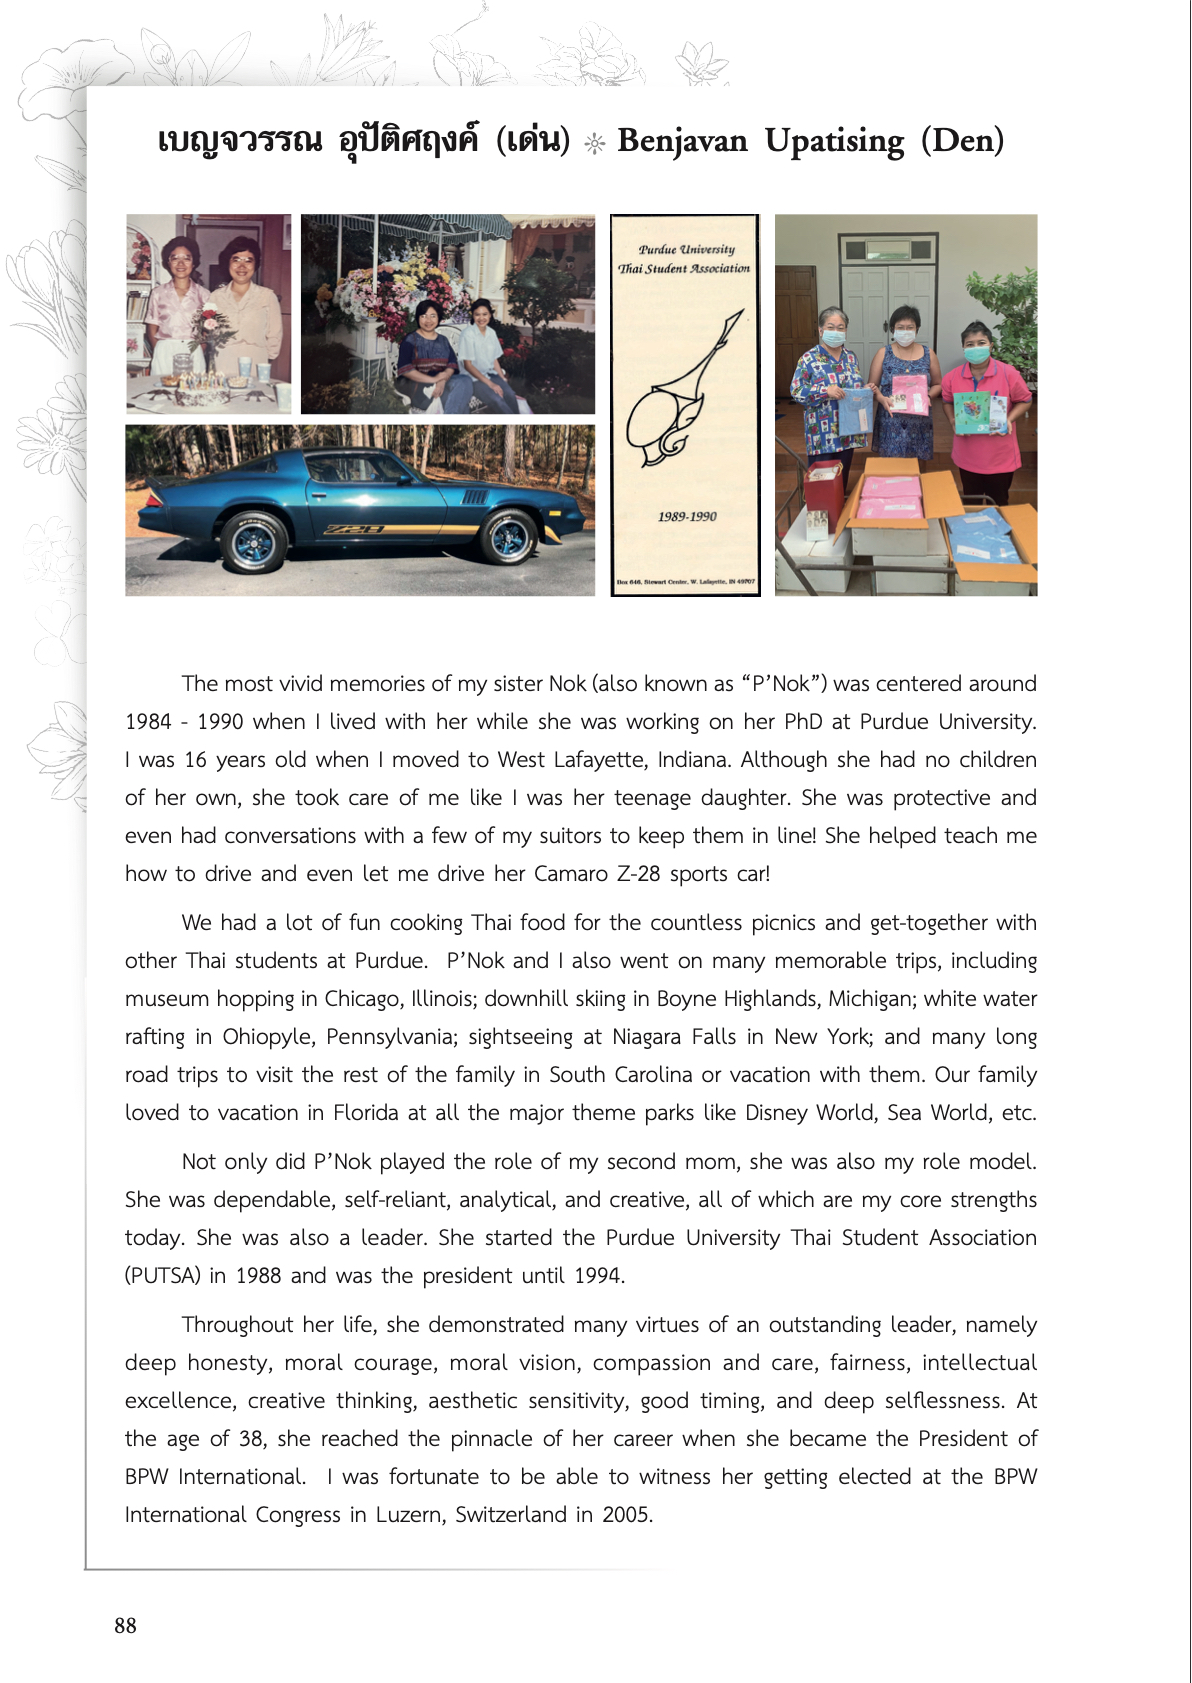 เบญจวรรณ อุปัติศฤงค์ (เด่น) ❊ Benjavan Upatising (Den)
Purdue University
Thai Student Association
1989-1990
Box 646, Stewart Center, W. Lafayette, IN 49707
Z28
The most vivid memories of my sister Nok (also known as “P’Nok”) was centered around
1984 - 1990 when I lived with her while she was working on her PhD at Purdue University.
I was 16 years old when I moved to West Lafayette, Indiana. Although she had no children
of her own, she took care of me like I was her teenage daughter. She was protective and
even had conversations with a few of my suitors to keep them in line! She helped teach me
how to drive and even let me drive her Camaro Z-28 sports car!
We had a lot of fun cooking Thai food for the countless picnics and get-together with
other Thai students at Purdue.  P’Nok and I also went on many memorable trips, including
museum hopping in Chicago, Illinois; downhill skiing in Boyne Highlands, Michigan; white water
rafting in Ohiopyle, Pennsylvania; sightseeing at Niagara Falls in New York; and many long
road trips to visit the rest of the family in South Carolina or vacation with them. Our family
loved to vacation in Florida at all the major theme parks like Disney World, Sea World, etc.
Not only did P’Nok played the role of my second mom, she was also my role model.
She was dependable, self-reliant, analytical, and creative, all of which are my core strengths
today. She was also a leader. She started the Purdue University Thai Student Association
(PUTSA) in 1988 and was the president until 1994.
Throughout her life, she demonstrated many virtues of an outstanding leader, namely
deep honesty, moral courage, moral vision, compassion and care, fairness, intellectual
excellence, creative thinking, aesthetic sensitivity, good timing, and deep selflessness. At
the age of 38, she reached the pinnacle of her career when she became the President of
BPW International.  I was fortunate to be able to witness her getting elected at the BPW
International Congress in Luzern, Switzerland in 2005.
88